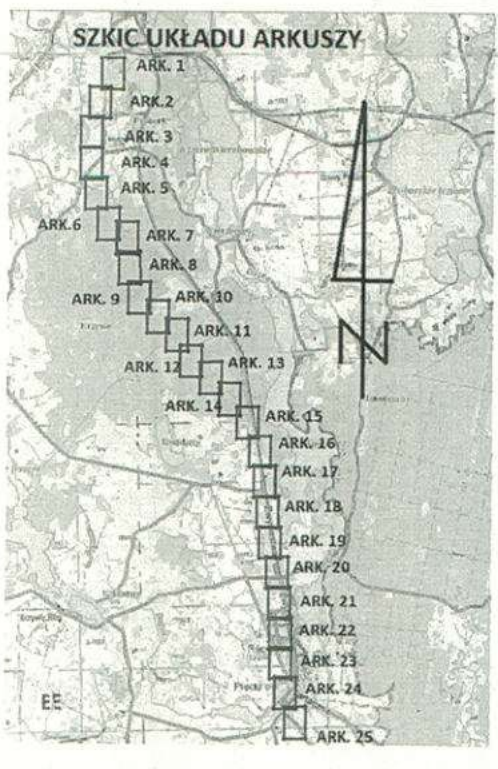 SZKIC UKŁADU ARKUSZY
ARK. 1
ARK.2
ARK. 3
ARK. 4
ARK. 5
ARK.6
ARK. 7
ARK. 8
ARK. 9
ARK. 10
ARK. 11
ARK. 12
ARK. 13
ARK. 14
ARK. 15
ARK. 16
ARK. 17
ARK. 18
ARK. 19
ARK. 20
ARK. 21
ARK. 22
ARK. 23
ARK. 24
ARK. 25
N
EE